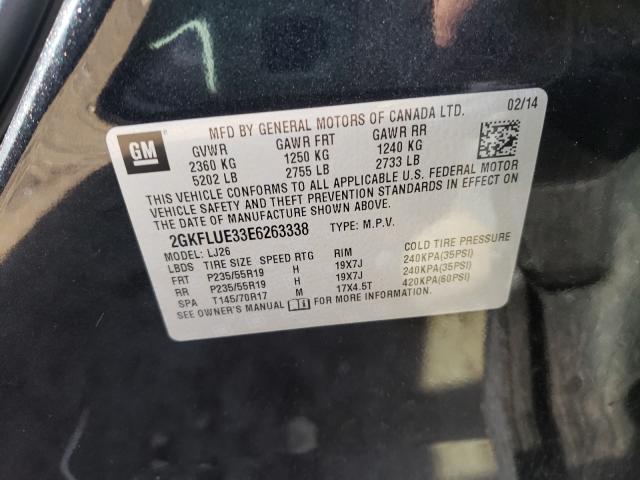 GM
MFD BY GENERAL MOTORS OF CANADA LTD. 02/14
GVWR GAWR FRT GAWR RR
2360 KG 1250 KG 1240 KG
5202 LB 2755 LB 2733 LB
THIS VEHICLE CONFORMS TO ALL APPLICABLE U.S. FEDERAL MOTOR
VEHICLE SAFETY AND THEFT PREVENTION STANDARDS IN EFFECT ON
THE DATE OF MANUFACTURE SHOWN ABOVE.
2GKFLUE33E6263338 TYPE: M.P.V.
MODEL: LJ26
LBDS TIRE SIZE SPEED RTG RIM COLD TIRE PRESSURE
FRT P235/55R19 H 19X7J 240KPA(35PSI)
RR P235/55R19 H 19X7J 240KPA(35PSI)
SPA T145/70R17 M 17X4.5T 420KPA(60PSI)
SEE OWNER'S MANUAL FOR MORE INFORMATION